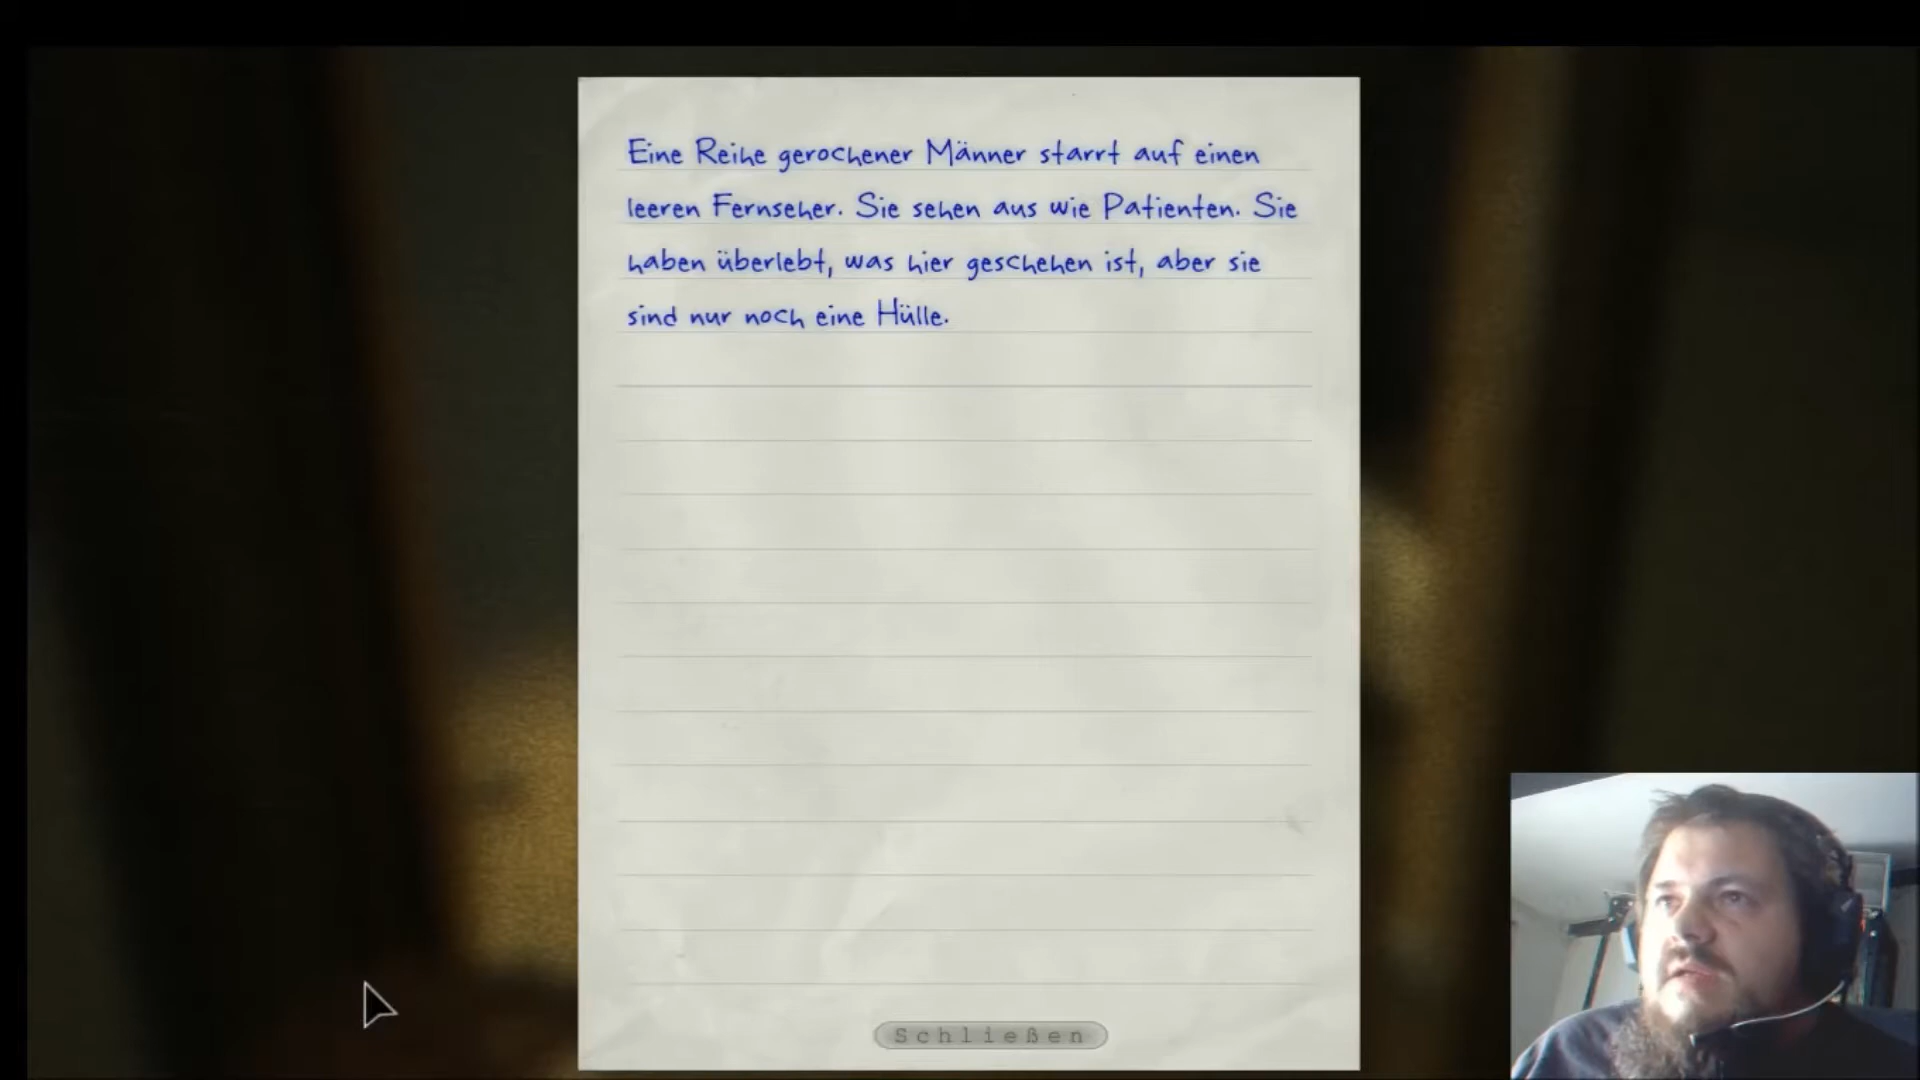 Eine Reihe gerochener Männer starrt auf einen
leeren Fernseher. Sie sehen aus wie Patienten. Sie
haben überlebt, was hier geschehen ist, aber sie
sind nur noch eine Hülle.
Schließen